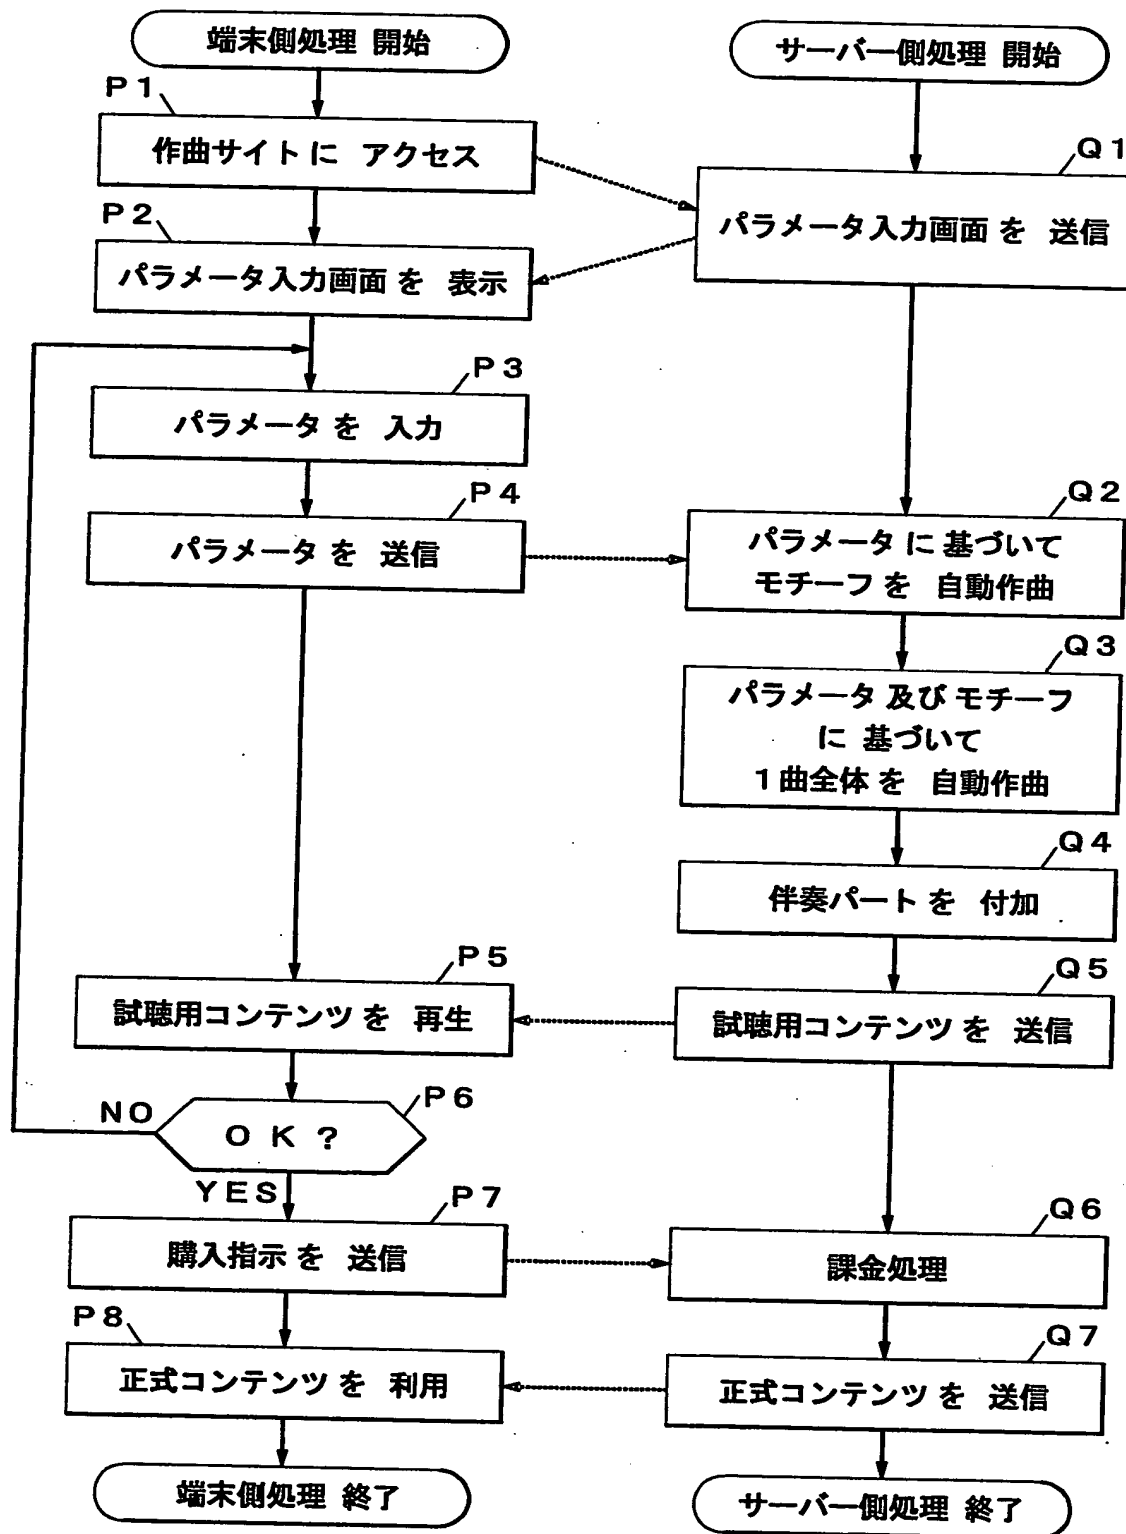 端末側処理 開始
サーバー側処理 開始
P1
作曲サイトに アクセス
Q1
パラメータ入力画面 を 送信
P2
パラメータ入力画面 を 表示
P3
パラメータ を 入力
P4
パラメータ を 送信
Q2
パラメータ に 基づいて
モチーフ を 自動作曲
Q3
パラメータ 及び モチーフ
に 基づいて
1曲全体 を 自動作曲
Q4
伴奏パート を 付加
P5
試聴用コンテンツ を 再生
Q5
試聴用コンテンツ を 送信
P6
OK?
NO
YES
P7
購入指示 を 送信
Q6
課金処理
P8
正式コンテンツ を 利用
Q7
正式コンテンツ を 送信
端末側処理 終了
サーバー側処理 終了